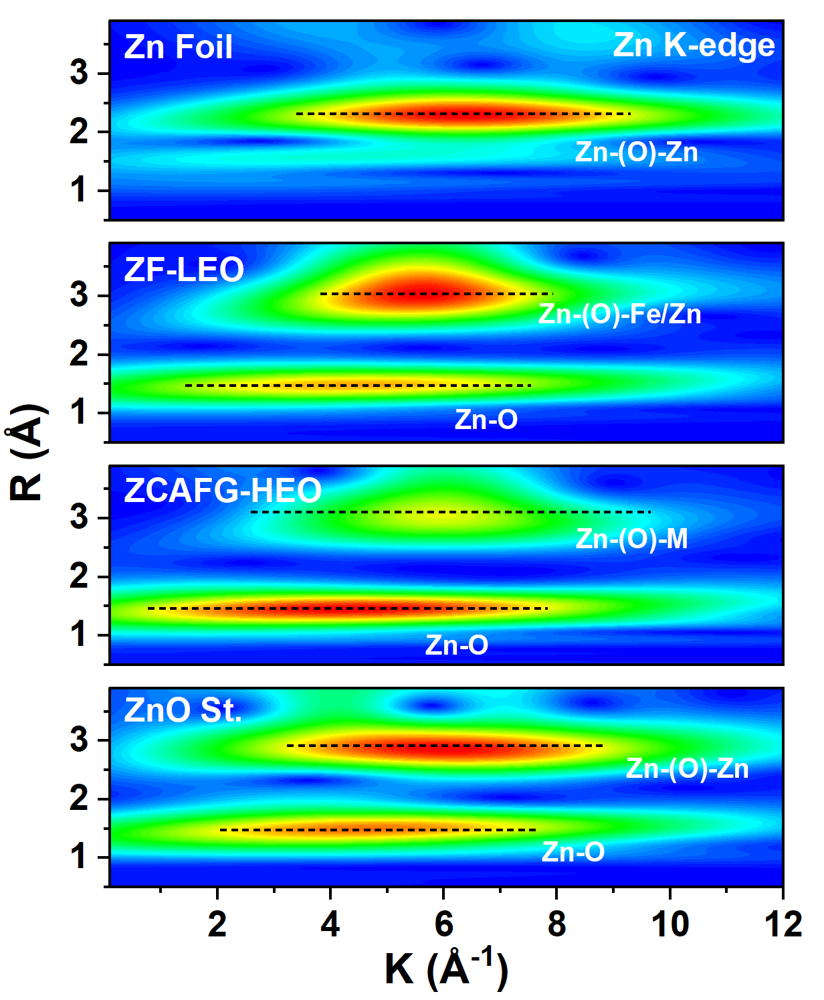 Zn Foil
Zn K-edge
3
2
1
Zn-(O)-Zn
ZF-LEO
3
2
1
Zn-(O)-Fe/Zn
Zn-O
R (Å)
ZCAFG-HEO
3
2
1
Zn-(O)-M
Zn-O
ZnO St.
3
2
1
Zn-(O)-Zn
Zn-O
2 4 6 8 10 12
K (Å⁻¹)